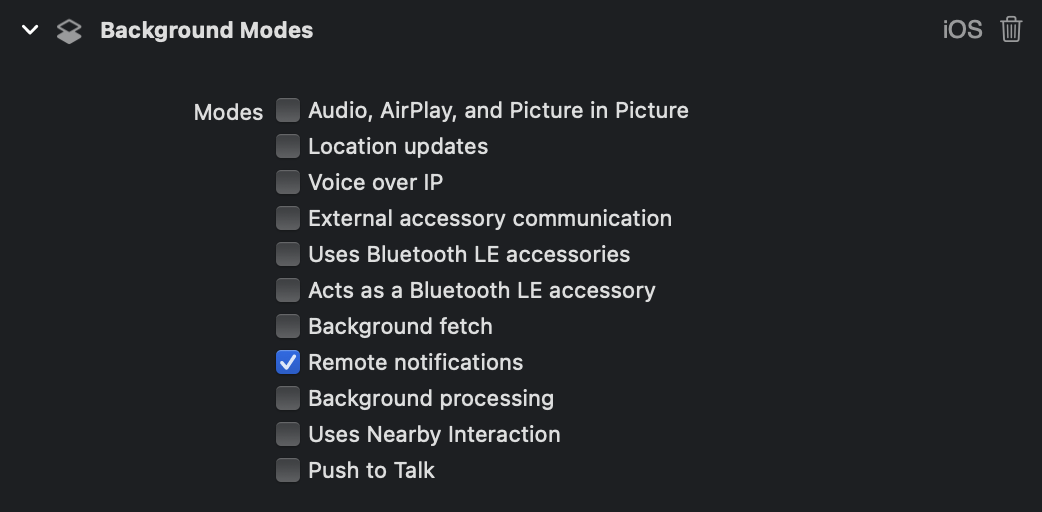 Background Modes iOS
Modes Audio, AirPlay, and Picture in Picture
Location updates
Voice over IP
External accessory communication
Uses Bluetooth LE accessories
Acts as a Bluetooth LE accessory
Background fetch
Remote notifications
Background processing
Uses Nearby Interaction
Push to Talk